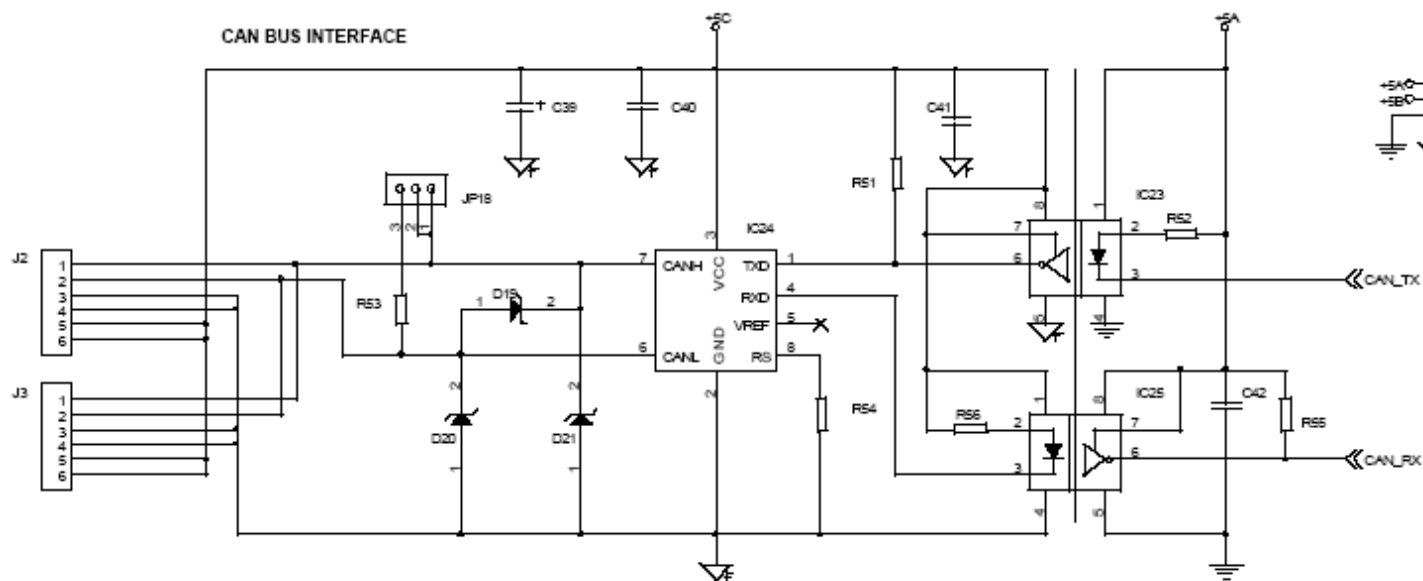 +5C
+5A
CAN BUS INTERFACE
+5A
+5B
C39
C40
C41
R51
JP18
3
2
1
IC24
IC23
R52
J2
1
2
3
4
5
6
R53
D19
1
2
7
6
CANH
CANL
VCC
GND
TXD
RXD
VREF
RS
3
2
1
4
5
8
8
7
6
5
1
2
3
4
CAN_TX
J3
1
2
3
4
5
6
D20
2
1
D21
2
1
R54
R56
IC25
1
2
3
4
8
7
6
5
C42
R55
CAN_RX